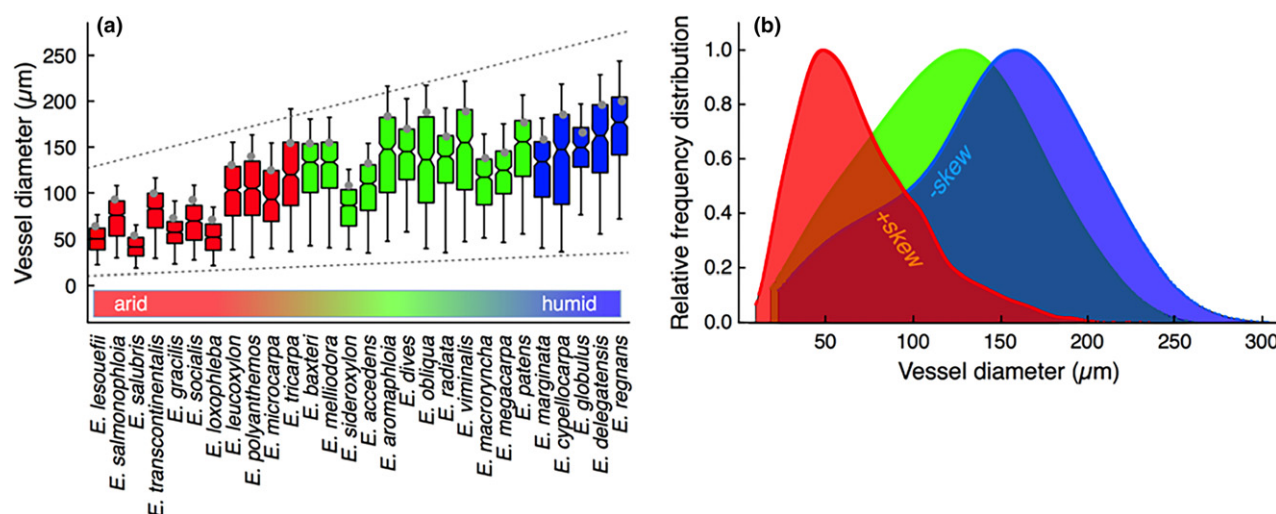 (a)
Vessel diameter (µm)
250
200
150
100
50
0
arid
humid
E. lesouefii
E. salmonophloia
E. salubris
E. transcontinentalis
E. gracilis
E. socialis
E. loxophleba
E. leucoxylon
E. polyanthemos
E. microcarpa
E. tricarpa
E. baxteri
E. melliodora
E. sideroxylon
E. accedens
E. aromaphloia
E. dives
E. obliqua
E. radiata
E. viminalis
E. macroryncha
E. megacarpa
E. patens
E. marginata
E. cypellocarpa
E. globulus
E. delegatensis
E. regnans
(b)
Relative frequency distribution
1.0
0.8
0.6
0.4
0.2
0.0
-skew
+skew
50
100
150
200
250
300
Vessel diameter (µm)